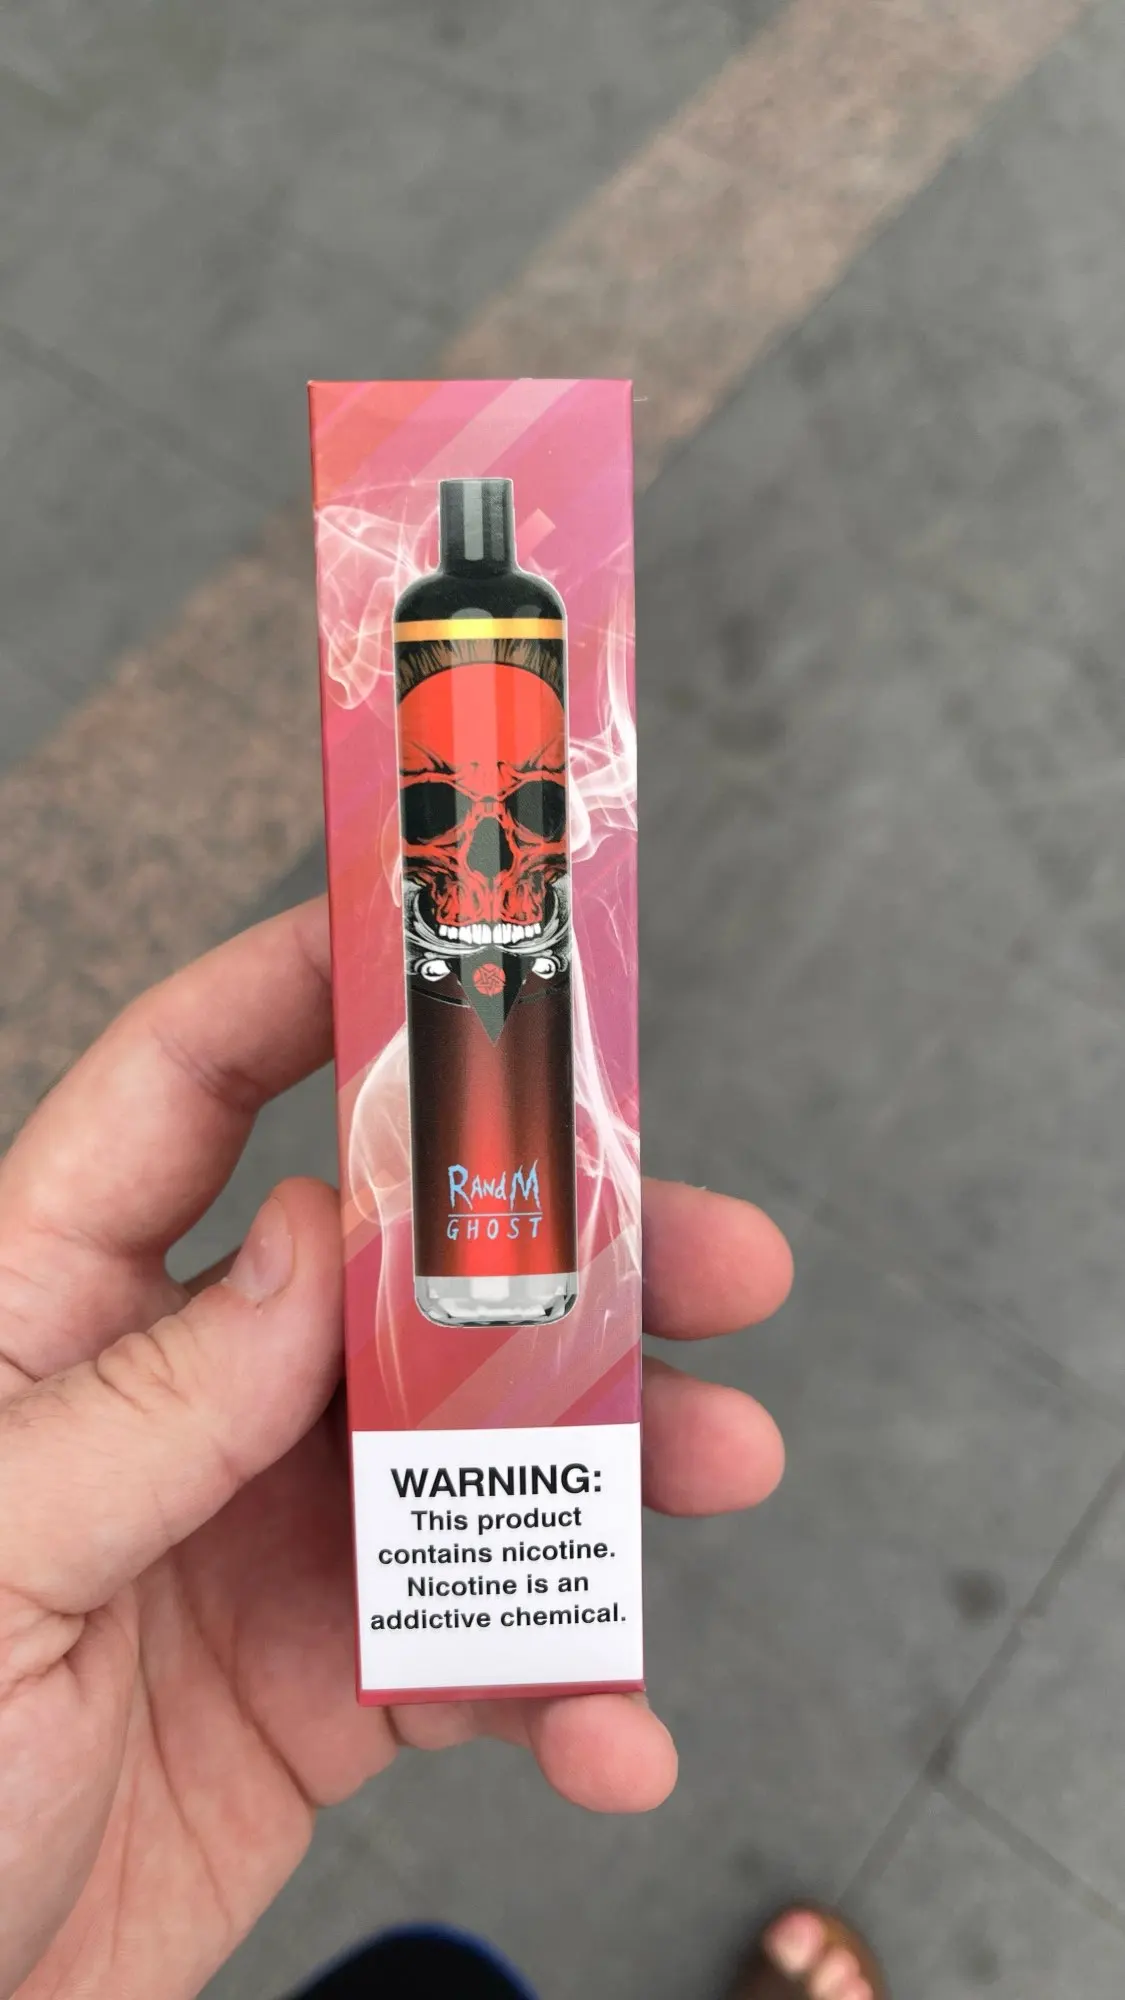 RAndM
GHOST
WARNING:
This product
contains nicotine.
Nicotine is an
addictive chemical.